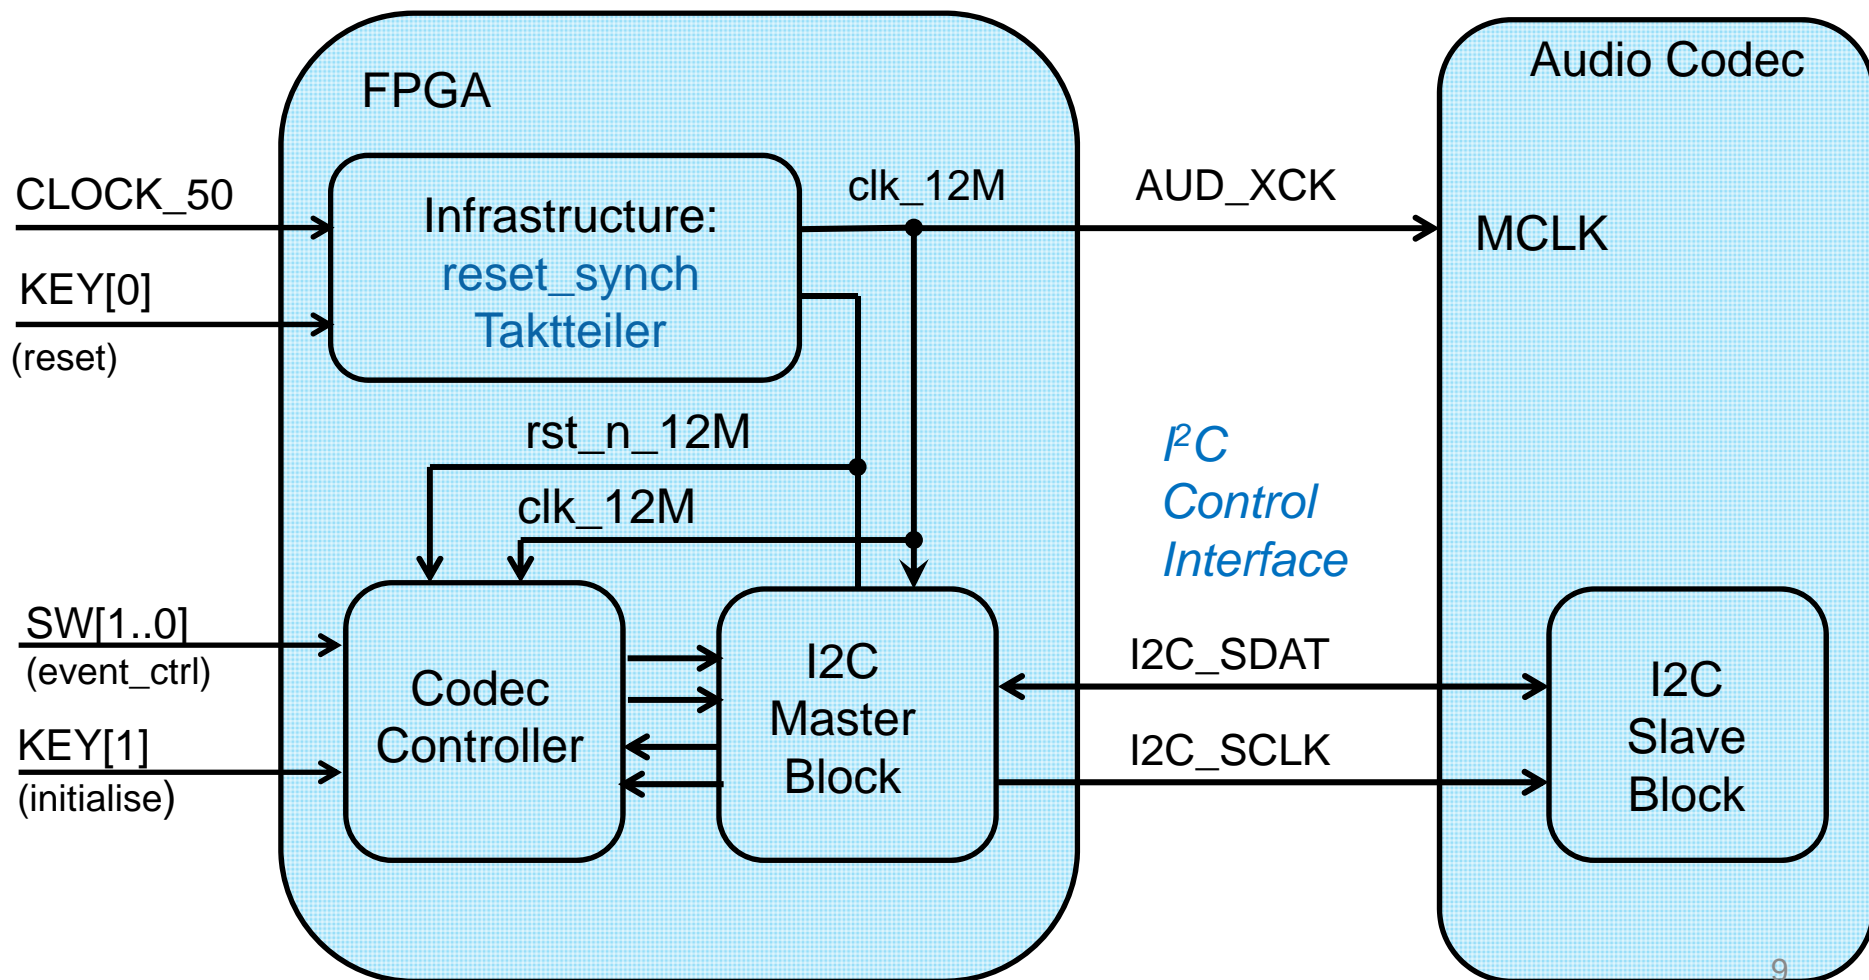 FPGA
Audio Codec
CLOCK_50
KEY[0]
(reset)
Infrastructure:
reset_synch
Taktteiler
clk_12M
AUD_XCK
MCLK
rst_n_12M
clk_12M
I²C
Control
Interface
SW[1..0]
(event_ctrl)
KEY[1]
(initialise)
Codec
Controller
I2C
Master
Block
I2C_SDAT
I2C_SCLK
I2C
Slave
Block
9